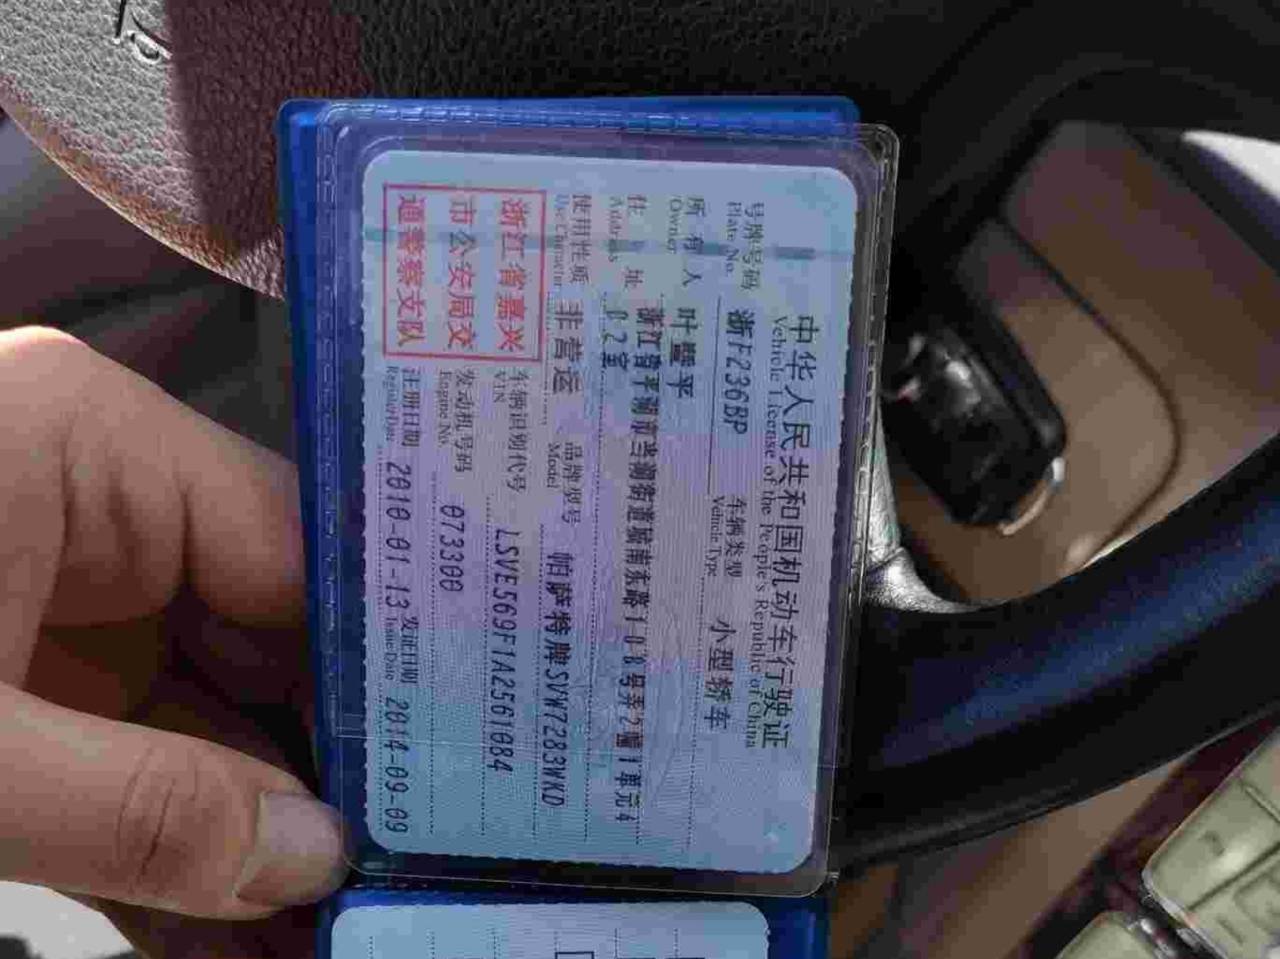 中华人民共和国机动车行驶证
Vehicle License of the People's Republic of China
号牌号码 浙F236BP 车辆类型 小型轿车
Plate No. Vehicle Type
所有人 叶 平
Owner
住址 浙江省平湖市当湖街道城南东路108号弄2幢1单元4
Address 02室
使用性质 非营运 品牌型号 帕萨特牌SVW7283WKD
Use Character Model
浙江省嘉兴
市公安局交
通警察支队
车辆识别代号 LSVE569F1A2561084
VIN
发动机号码 073300
Engine No.
注册日期 2010-01-13 发证日期 2014-09-09
Register Date Issue Date